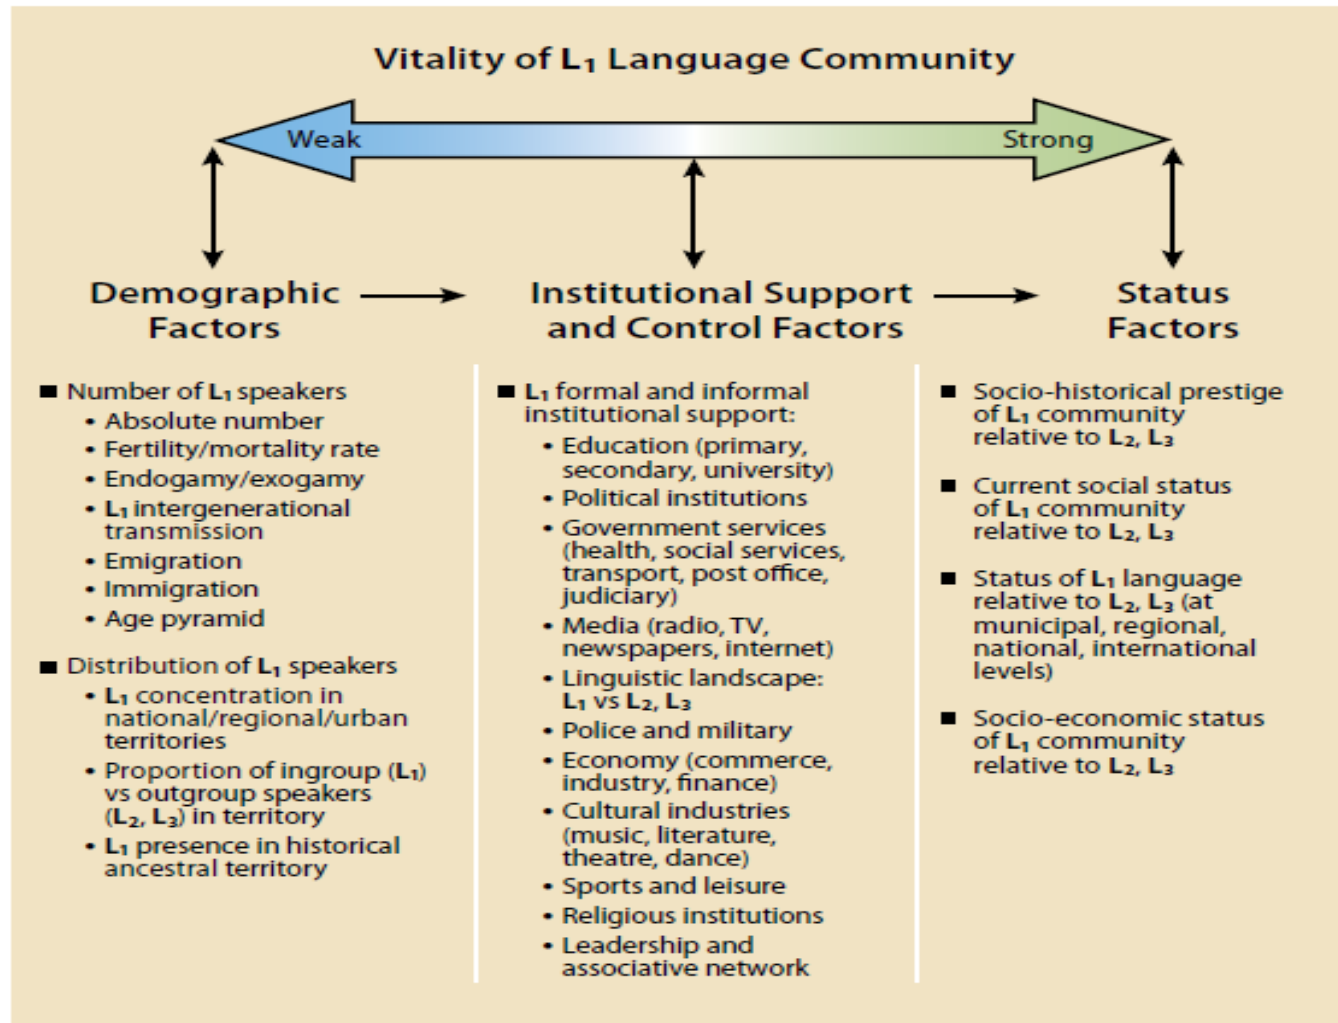 Vitality of L₁ Language Community
Weak
Strong
Demographic
Factors
Institutional Support
and Control Factors
Status
Factors
■ Number of L₁ speakers
• Absolute number
• Fertility/mortality rate
• Endogamy/exogamy
• L₁ intergenerational
transmission
• Emigration
• Immigration
• Age pyramid
■ Distribution of L₁ speakers
• L₁ concentration in
national/regional/urban
territories
• Proportion of ingroup (L₁)
vs outgroup speakers
(L₂, L₃) in territory
• L₁ presence in historical
ancestral territory
■ L₁ formal and informal
institutional support:
• Education (primary,
secondary, university)
• Political institutions
• Government services
(health, social services,
transport, post office,
judiciary)
• Media (radio, TV,
newspapers, internet)
• Linguistic landscape:
L₁ vs L₂, L₃
• Police and military
• Economy (commerce,
industry, finance)
• Cultural industries
(music, literature,
theatre, dance)
• Sports and leisure
• Religious institutions
• Leadership and
associative network
■ Socio-historical prestige
of L₁ community
relative to L₂, L₃
■ Current social status
of L₁ community
relative to L₂, L₃
■ Status of L₁ language
relative to L₂, L₃ (at
municipal, regional,
national, international
levels)
■ Socio-economic status
of L₁ community
relative to L₂, L₃